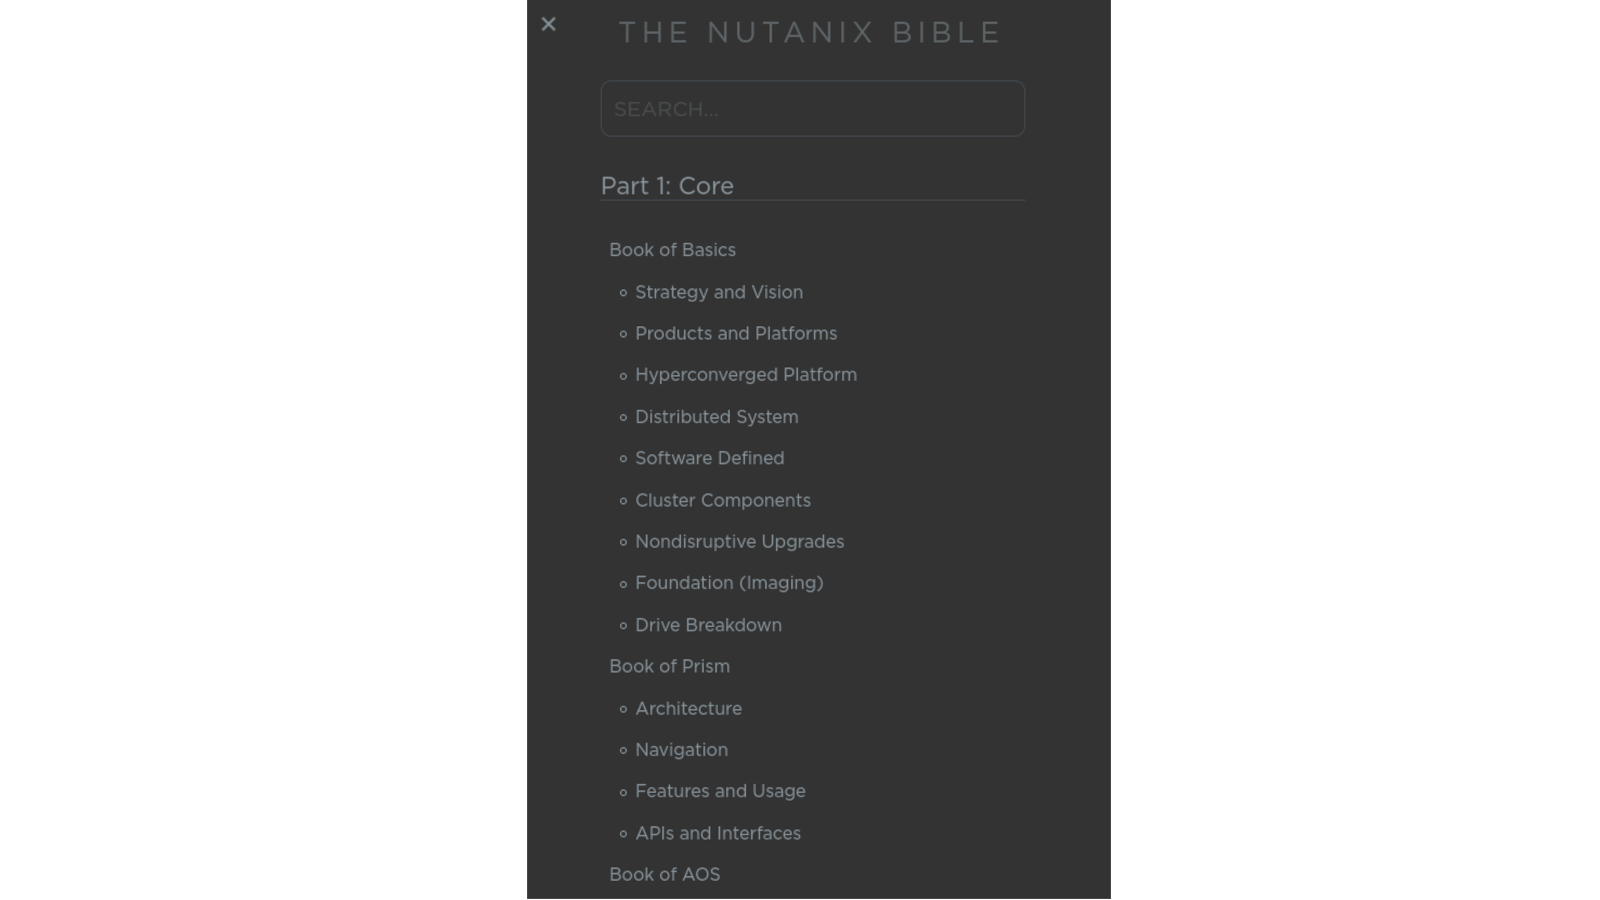 ×
THE NUTANIX BIBLE
SEARCH...
Part 1: Core
Book of Basics
Strategy and Vision
Products and Platforms
Hyperconverged Platform
Distributed System
Software Defined
Cluster Components
Nondisruptive Upgrades
Foundation (Imaging)
Drive Breakdown
Book of Prism
Architecture
Navigation
Features and Usage
APIs and Interfaces
Book of AOS